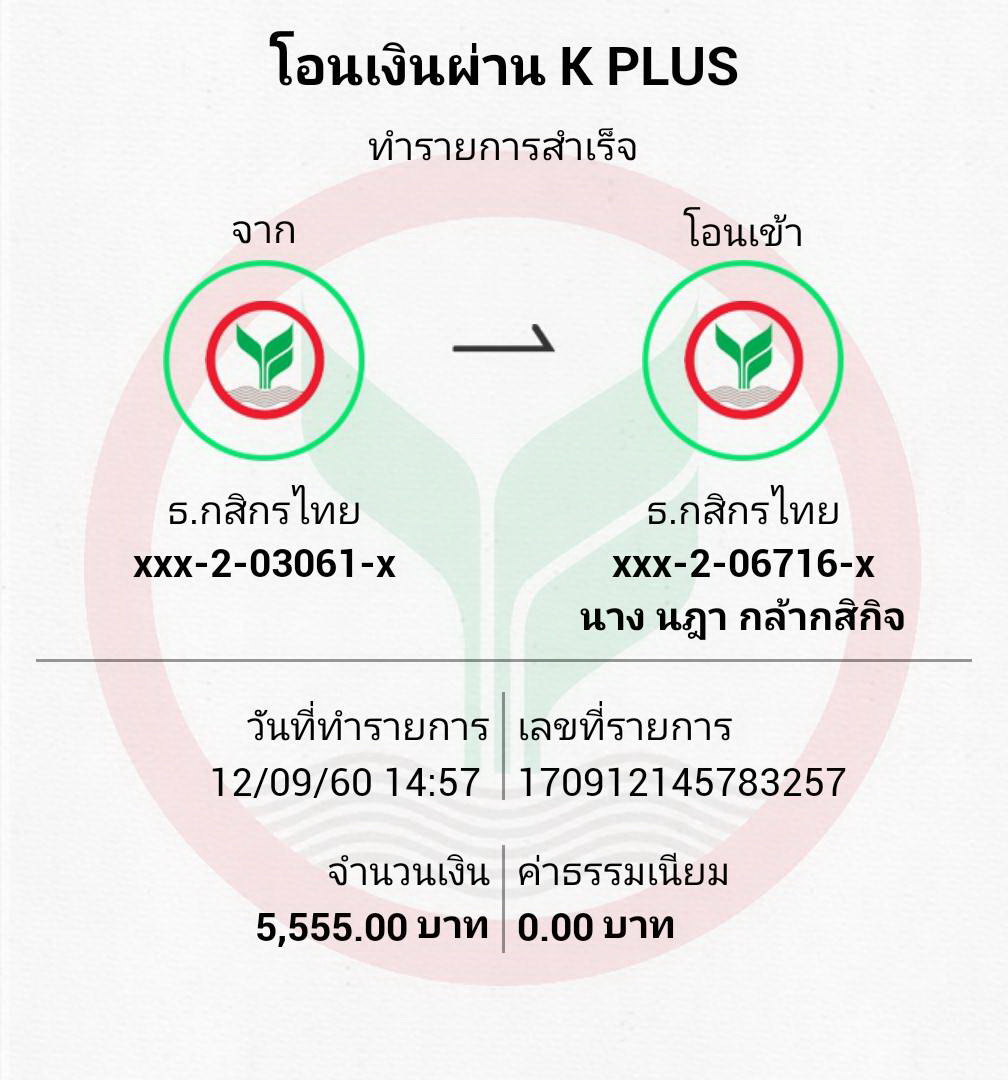 โอนเงินผ่าน K PLUS
ทำรายการสำเร็จ
จาก
โอนเข้า
ธ.กสิกรไทย
xxx-2-03061-x
ธ.กสิกรไทย
xxx-2-06716-x
นาง นฎา กล้ากสิกิจ
วันที่ทำรายการ
12/09/60 14:57
เลขที่รายการ
170912145783257
จำนวนเงิน
5,555.00 บาท
ค่าธรรมเนียม
0.00 บาท